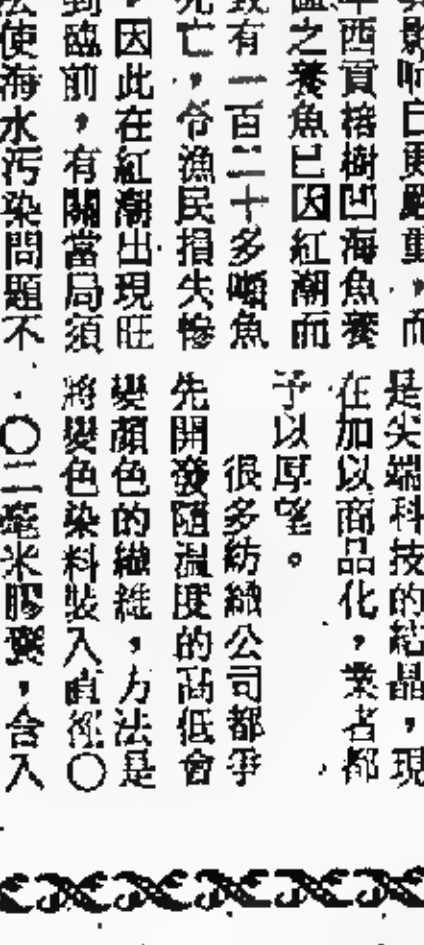 影响已更嚴重，而
年西貢榕樹凹海魚養
區之養魚已因紅潮而
致有一百二十多噸魚
死亡，令漁民損失慘
，因此在紅潮出現旺
到臨前，有關當局須
法使海水污染問題不
是尖端科技的結晶，現
在加以商品化，業者都
予以厚望。
很多紡織公司都爭
先開發隨溫度的高低會
變顏色的纖維，方法是
將變色染料裝入直徑〇
．〇二毫米膠囊，含入